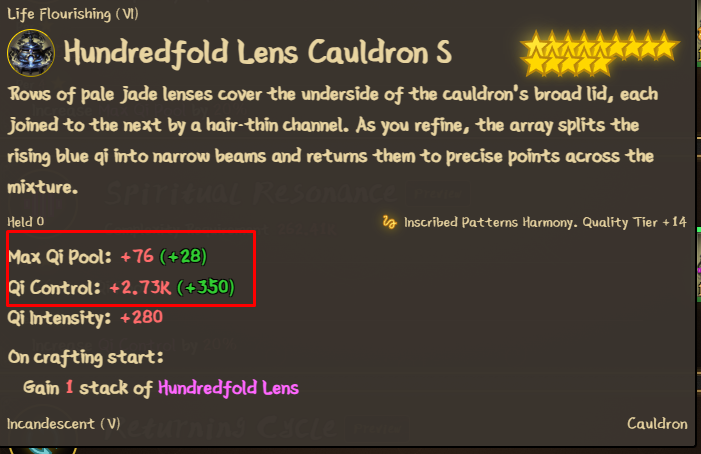 Life Flourishing (VI)
Hundredfold Lens Cauldron S
Rows of pale jade lenses cover the underside of the cauldron's broad lid, each
joined to the next by a hair-thin channel. As you refine, the array splits the
rising blue qi into narrow beams and returns them to precise points across the
mixture.
Spiritual Resonance
Held 0
Inscribed Patterns Harmony. Quality Tier +14
Max Qi Pool: +76 (+28)
Qi Control: +2.73K (+350)
Qi Intensity: +280
On crafting start:
Gain 1 stack of Hundredfold Lens
Returning Cycle
Incandescent (V)
Cauldron